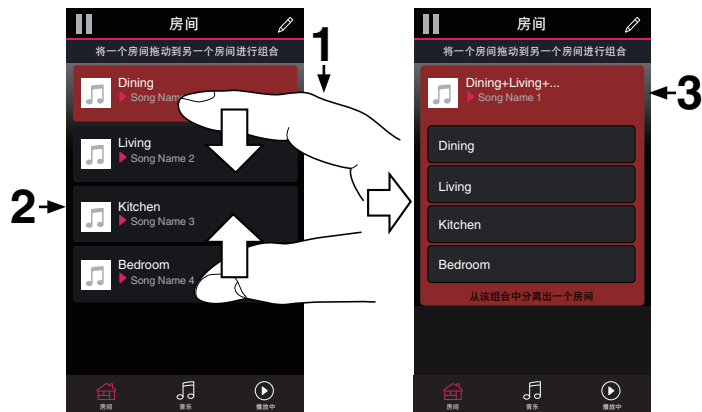 房间
将一个房间拖动到另一个房间进行组合
1
Dining
Song Nam
Living
Song Name 2
2
Kitchen
Song Name 3
Bedroom
Song Name 4
房间
音乐
播放中
房间
将一个房间拖动到另一个房间进行组合
Dining+Living+...
Song Name 1
3
Dining
Living
Kitchen
Bedroom
从该组合中分离出一个房间
房间
音乐
播放中